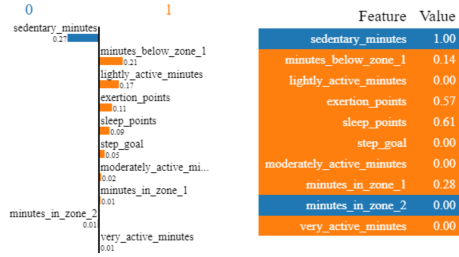 0 1
sedentary_minutes
0.27
minutes_below_zone_1
0.21
lightly_active_minutes
0.17
exertion_points
0.11
sleep_points
0.09
step_goal
0.05
moderately_active_mi...
0.02
minutes_in_zone_1
0.01
minutes_in_zone_2
0.01
very_active_minutes
0.01
Feature Value
sedentary_minutes 1.00
minutes_below_zone_1 0.14
lightly_active_minutes 0.00
exertion_points 0.57
sleep_points 0.61
step_goal 0.00
moderately_active_minutes 0.00
minutes_in_zone_1 0.28
minutes_in_zone_2 0.00
very_active_minutes 0.00